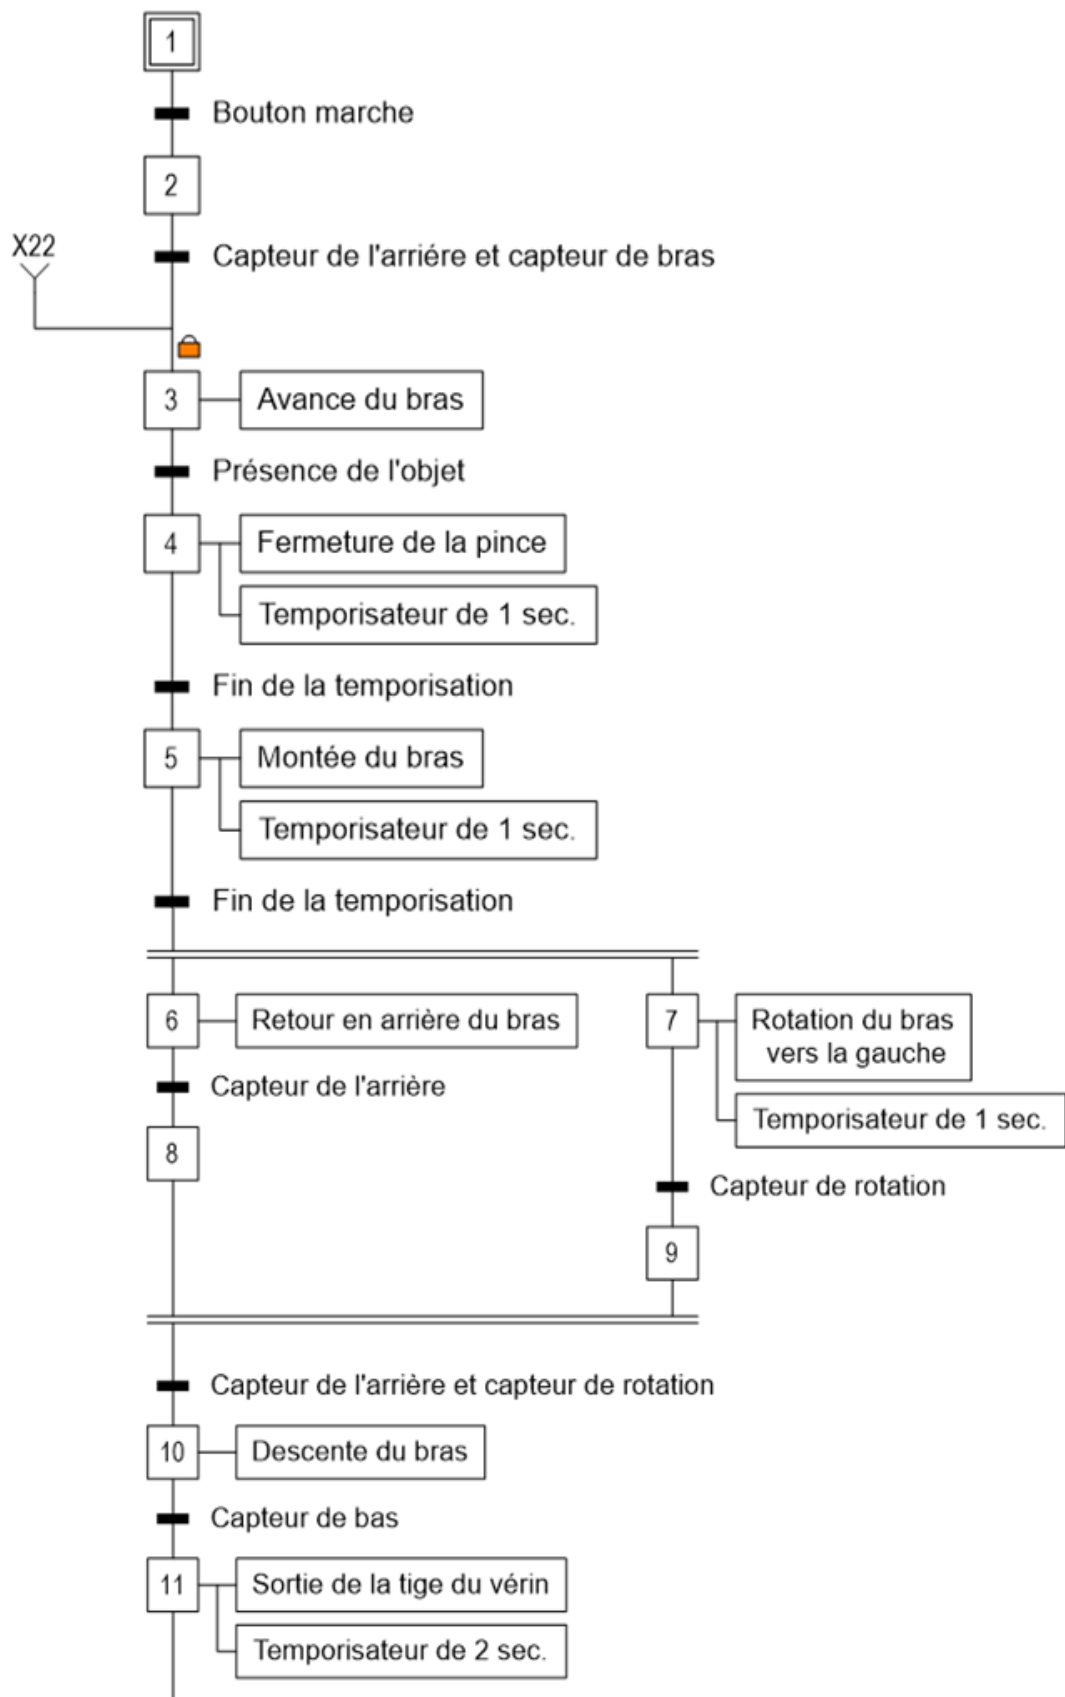 1
Bouton marche
2
X22
Capteur de l'arriére et capteur de bras
3
Avance du bras
Présence de l'objet
4
Fermeture de la pince
Temporisateur de 1 sec.
Fin de la temporisation
5
Montée du bras
Temporisateur de 1 sec.
Fin de la temporisation
6
Retour en arrière du bras
7
Rotation du bras
vers la gauche
Capteur de l'arrière
Temporisateur de 1 sec.
8
Capteur de rotation
9
Capteur de l'arrière et capteur de rotation
10
Descente du bras
Capteur de bas
11
Sortie de la tige du vérin
Temporisateur de 2 sec.